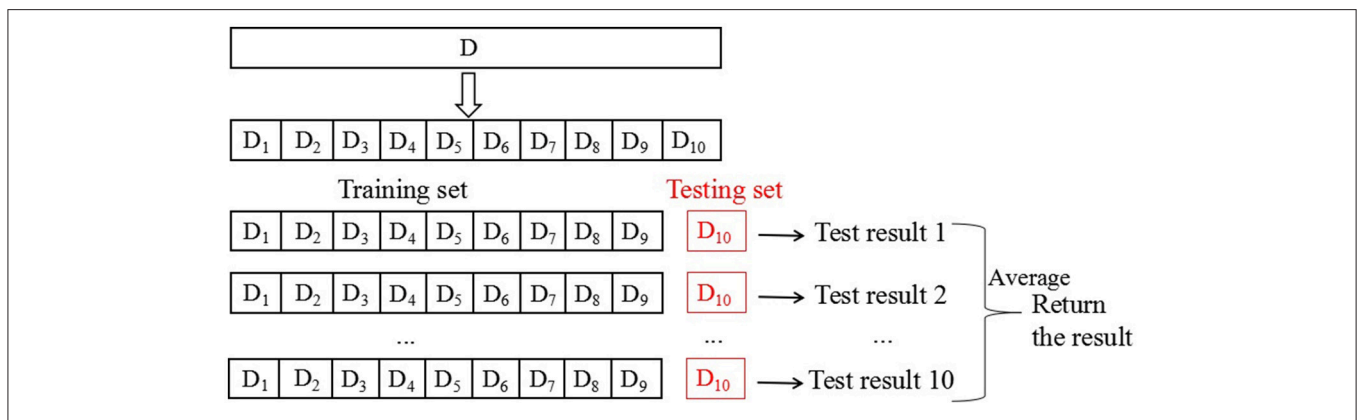 D
D₁ D₂ D₃ D₄ D₅ D₆ D₇ D₈ D₉ D₁₀
Training set Testing set
D₁ D₂ D₃ D₄ D₅ D₆ D₇ D₈ D₉ D₁₀ Test result 1
D₁ D₂ D₃ D₄ D₅ D₆ D₇ D₈ D₉ D₁₀ Test result 2
Average
Return
the result
... ... ...
D₁ D₂ D₃ D₄ D₅ D₆ D₇ D₈ D₉ D₁₀ Test result 10